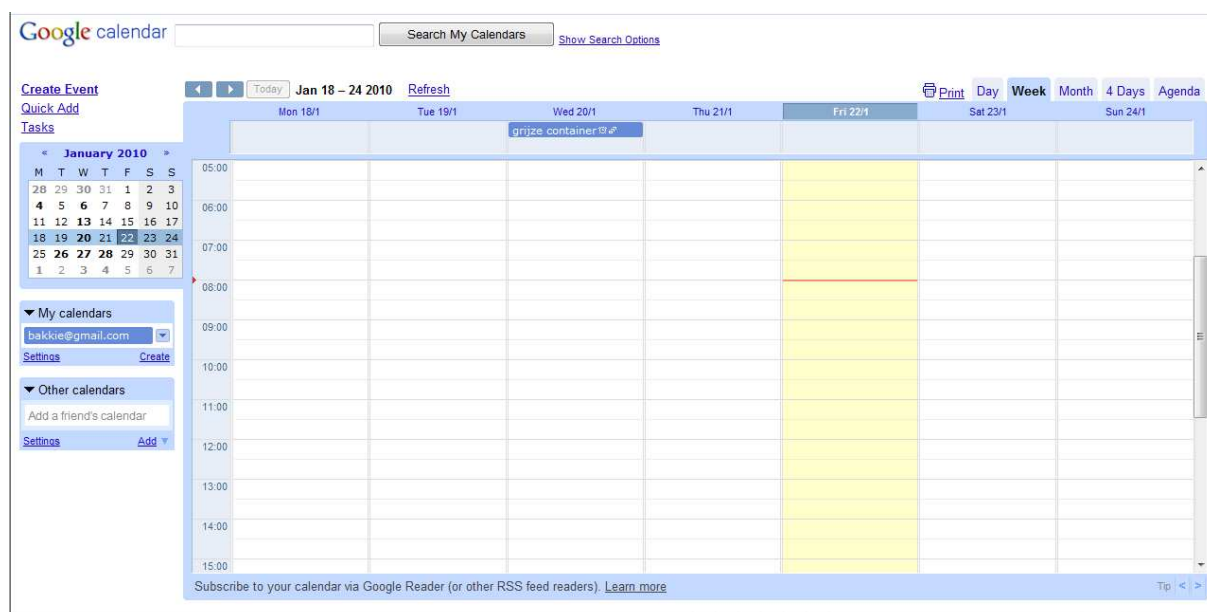 Google calendar Search My Calendars Show Search Options
Create Event
Quick Add
Tasks
« January 2010 »
M T W T F S S
28 29 30 31 1 2 3
4 5 6 7 8 9 10
11 12 13 14 15 16 17
18 19 20 21 22 23 24
25 26 27 28 29 30 31
1 2 3 4 5 6 7
My calendars
bakkie@gmail.com
Settings Create
Other calendars
Add a friend's calendar
Settings Add
Today Jan 18 – 24 2010 Refresh Print Day Week Month 4 Days Agenda
Mon 18/1 Tue 19/1 Wed 20/1 Thu 21/1 Fri 22/1 Sat 23/1 Sun 24/1
grijze container
05:00
06:00
07:00
08:00
09:00
10:00
11:00
12:00
13:00
14:00
15:00
Subscribe to your calendar via Google Reader (or other RSS feed readers). Learn more Tip < >